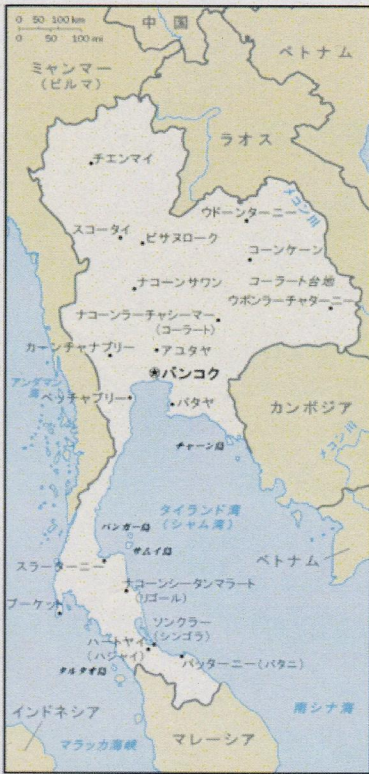 0 50 100 km
0 50 100 mi
中国
ベトナム
ミャンマー
(ビルマ)
ラオス
チェンマイ
メコン川
ウドーンターニー
スコータイ
ピサヌローク
コーンケーン
ナコーンサワン
コーラート台地
ウボンラーチャターニー
ナコーンラーチャシーマー
(コーラート)
カーンチャナブリー
アユタヤ
バンコク
アンダマン
海
ペッチャブリー
パタヤ
カンボジア
チャーン島
メコン川
タイランド湾
(シャム湾)
パンガー島
サムイ島
ベトナム
スラーターニー
ナコーンシータンマラート
(リゴール)
プーケット
ソンクラー
(シンゴラ)
ハートヤイ
(ハジャイ)
パッターニー(パタニ)
タルタオ島
インドネシア
南シナ海
マラッカ海峡
マレーシア